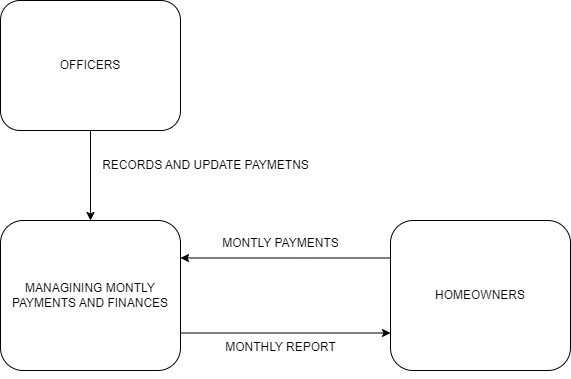 OFFICERS
RECORDS AND UPDATE PAYMETNS
MONTLY PAYMENTS
MANAGINING MONTLY
PAYMENTS AND FINANCES
HOMEOWNERS
MONTHLY REPORT